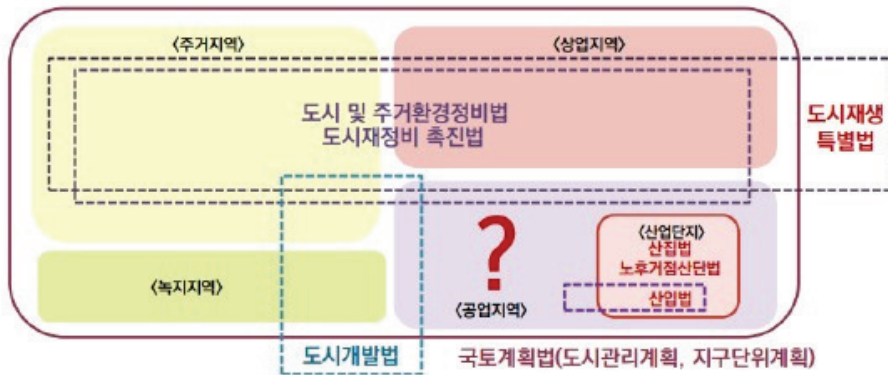 〈주거지역〉
〈상업지역〉
도시 및 주거환경정비법
도시재정비 촉진법
도시재생
특별법
〈산업단지〉
산집법
노후거점산단법
산입법
?
〈공업지역〉
〈녹지지역〉
도시개발법
국토계획법(도시관리계획, 지구단위계획)